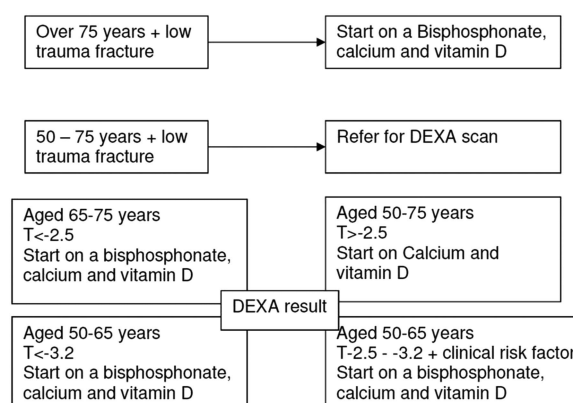 Over 75 years + low
trauma fracture
Start on a Bisphosphonate,
calcium and vitamin D
50 – 75 years + low
trauma fracture
Refer for DEXA scan
Aged 65-75 years
T<-2.5
Start on a bisphosphonate,
calcium and vitamin D
Aged 50-75 years
T>-2.5
Start on Calcium and
vitamin D
DEXA result
Aged 50-65 years
T<-3.2
Start on a bisphosphonate,
calcium and vitamin D
Aged 50-65 years
T-2.5 - -3.2 + clinical risk factor
Start on a bisphosphonate,
calcium and vitamin D